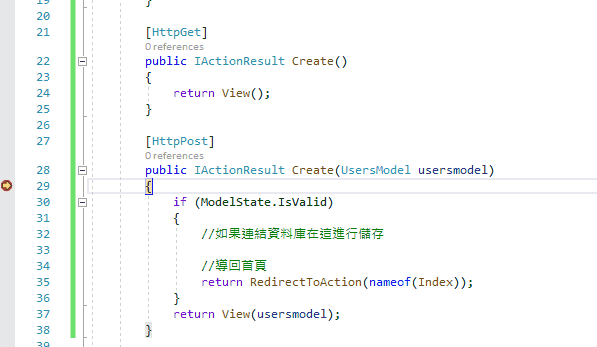 19 }
20
21 [HttpGet]
0 references
22 public IActionResult Create()
23 {
24 return View();
25 }
26
27 [HttpPost]
0 references
28 public IActionResult Create(UsersModel usersmodel)
29 {
30 if (ModelState.IsValid)
31 {
32 //如果連結資料庫在這進行儲存
33
34 //導回首頁
35 return RedirectToAction(nameof(Index));
36 }
37 return View(usersmodel);
38 }
39